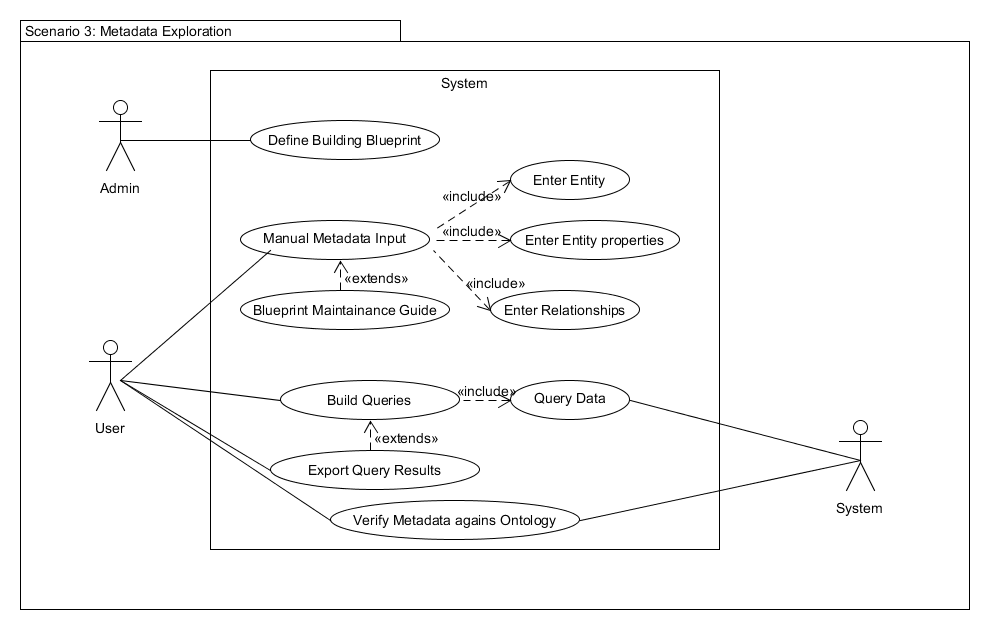 Scenario 3: Metadata Exploration
System
Define Building Blueprint
Admin
Enter Entity
«include»
Manual Metadata Input
«include»
Enter Entity properties
«extends»
«include»
Blueprint Maintainance Guide
Enter Relationships
User
Build Queries
«include»
Query Data
«extends»
Export Query Results
System
Verify Metadata agains Ontology